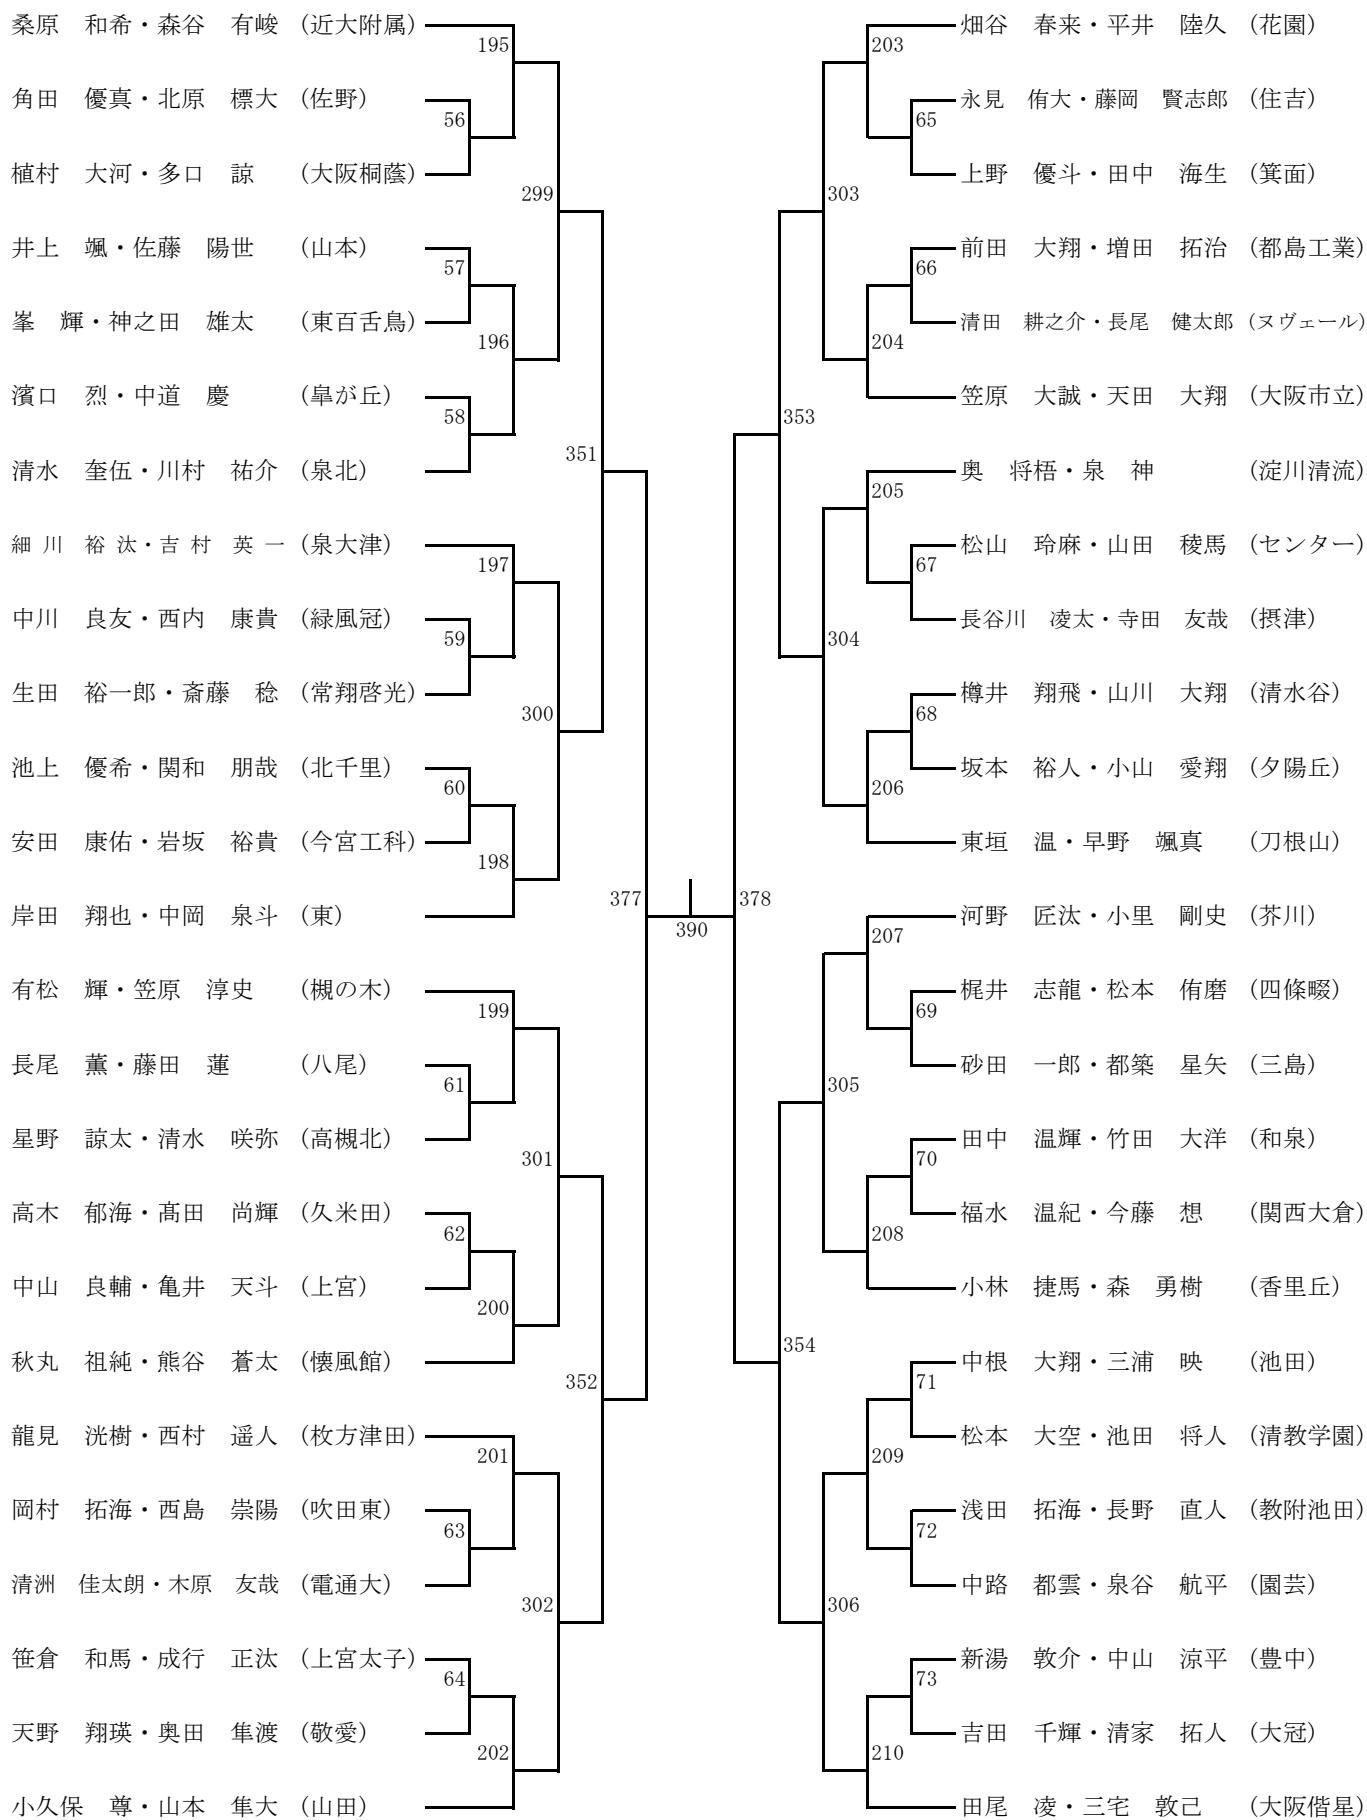 桑原　和希・森谷　有峻（近大附属）
195
角田　優真・北原　標大（佐野）
56
植村　大河・多口　諒　（大阪桐蔭）
299
井上　颯・佐藤　陽世　（山本）
57
峯　輝・神之田　雄太　（東百舌鳥）
196
濱口　烈・中道　慶　（皐が丘）
58
351
清水　奎伍・川村　祐介（泉北）
細川　裕汰・吉村　英一（泉大津）
197
中川　良友・西内　康貴（緑風冠）
59
生田　裕一郎・斎藤　稔（常翔啓光）
300
池上　優希・関和　朋哉（北千里）
60
安田　康佑・岩坂　裕貴（今宮工科）
198
377
岸田　翔也・中岡　泉斗（東）
390
有松　輝・笠原　淳史　（槻の木）
199
長尾　薫・藤田　蓮　（八尾）
61
星野　諒太・清水　咲弥（高槻北）
301
高木　郁海・髙田　尚輝（久米田）
62
中山　良輔・亀井　天斗（上宮）
200
秋丸　祖純・熊谷　蒼太（懐風館）
352
龍見　洸樹・西村　遥人（枚方津田）
201
岡村　拓海・西島　崇陽（吹田東）
63
清洲　佳太朗・木原　友哉（電通大）
302
笹倉　和馬・成行　正汰（上宮太子）
64
天野　翔瑛・奥田　隼渡（敬愛）
202
小久保　尊・山本　隼大（山田）
畑谷　春来・平井　陸久（花園）
203
永見　侑大・藤岡　賢志郎（住吉）
65
上野　優斗・田中　海生（箕面）
303
前田　大翔・増田　拓治（都島工業）
66
清田　耕之介・長尾　健太郎（ヌヴェール）
204
笠原　大誠・天田　大翔（大阪市立）
353
奥　将梧・泉　神　（淀川清流）
205
松山　玲麻・山田　稜馬（センター）
67
長谷川　凌太・寺田　友哉（摂津）
304
樽井　翔飛・山川　大翔（清水谷）
68
坂本　裕人・小山　愛翔（夕陽丘）
206
東垣　温・早野　颯真　（刀根山）
378
河野　匠汰・小里　剛史（芥川）
207
梶井　志龍・松本　侑磨（四條畷）
69
砂田　一郎・都築　星矢（三島）
305
田中　温輝・竹田　大洋（和泉）
70
福水　温紀・今藤　想　（関西大倉）
208
小林　捷馬・森　勇樹　（香里丘）
354
中根　大翔・三浦　映　（池田）
71
松本　大空・池田　将人（清教学園）
209
浅田　拓海・長野　直人（教附池田）
72
中路　都雲・泉谷　航平（園芸）
306
新湯　敦介・中山　涼平（豊中）
73
吉田　千輝・清家　拓人（大冠）
210
田尾　凌・三宅　敦己　（大阪偕星）